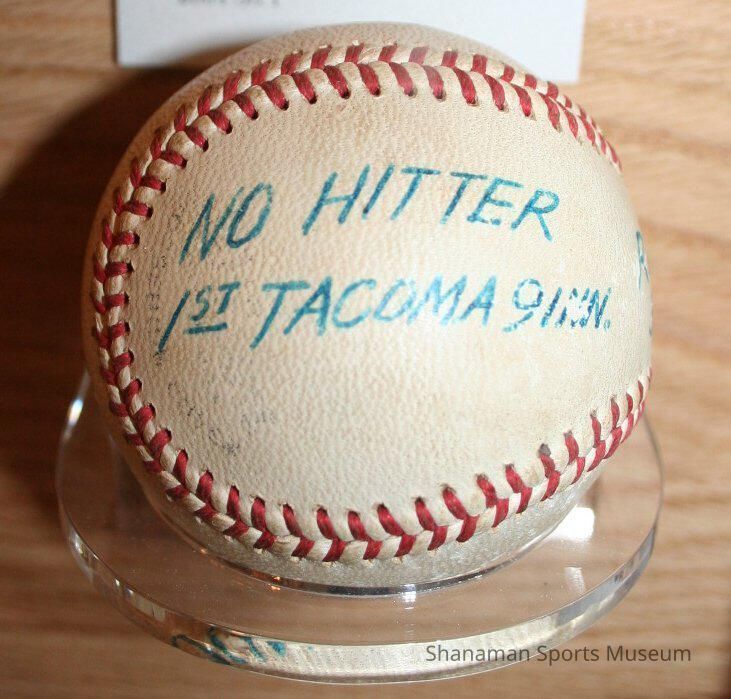 NO HITTER
1ST TACOMA 9 INN.
Shanaman Sports Museum